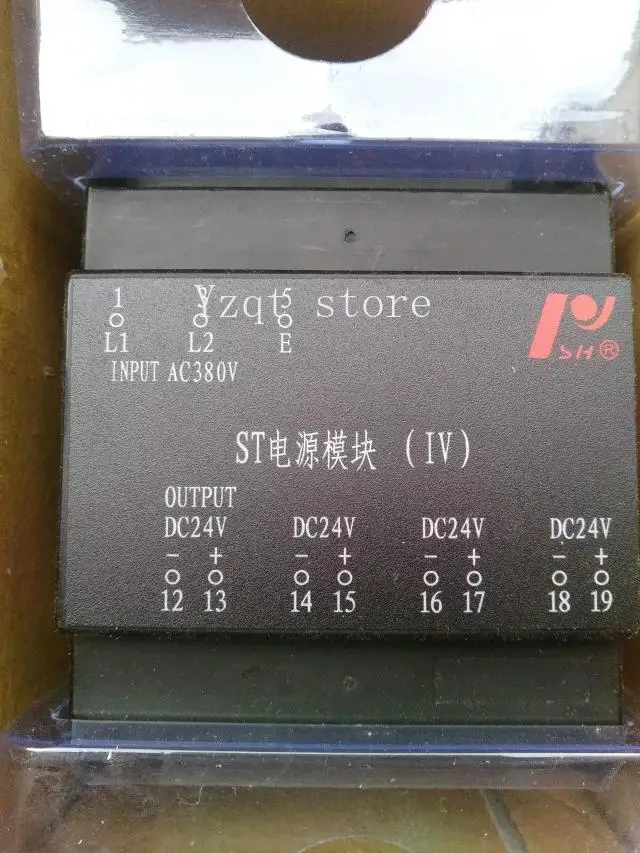 1 3 5
Yzqt store
L1 L2 E
INPUT AC380V
SH®
ST电源模块 (IV)
OUTPUT
DC24V DC24V DC24V DC24V
- + - + - + - +
12 13 14 15 16 17 18 19